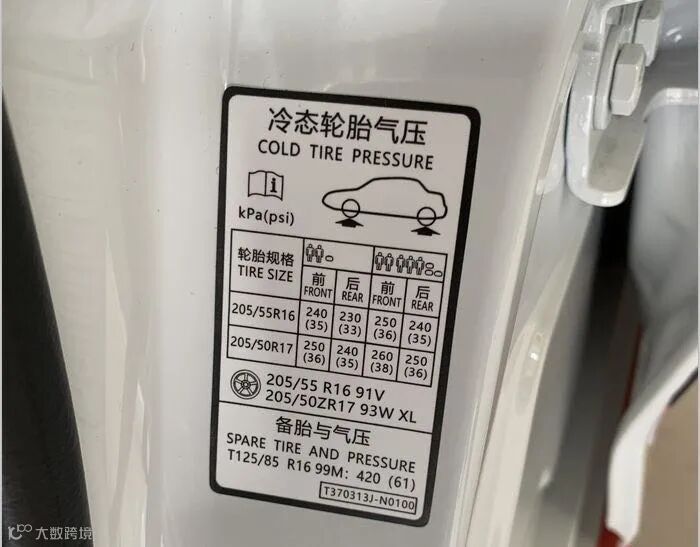 冷态轮胎气压
COLD TIRE PRESSURE
kPa(psi)
轮胎规格
TIRE SIZE
前 后 前 后
FRONT REAR FRONT REAR
205/55R16 240 (35) 230 (33) 250 (36) 240 (35)
205/50R17 250 (36) 240 (35) 260 (38) 250 (36)
205/55 R16 91V
205/50ZR17 93W XL
备胎与气压
SPARE TIRE AND PRESSURE
T125/85 R16 99M: 420 (61)
T370313J-N0100
大数跨境